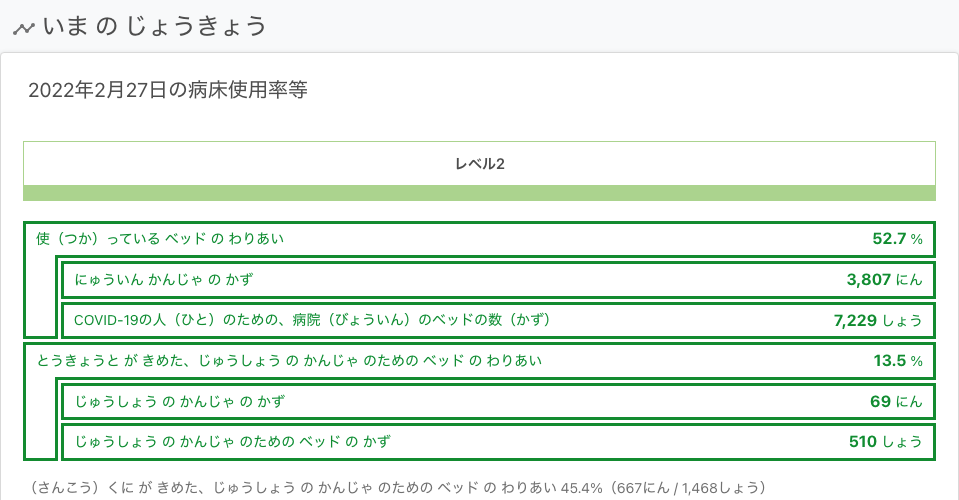 いま の じょうきょう
2022年2月27日の病床使用率等
レベル2
使（つか）っている ベッド の わりあい 52.7 %
にゅういん かんじゃ の かず 3,807 にん
COVID-19の人（ひと）のための、病院（びょういん）のベッドの数（かず） 7,229 しょう
とうきょうと が きめた、じゅうしょう の かんじゃ のための ベッド の わりあい 13.5 %
じゅうしょう の かんじゃ の かず 69 にん
じゅうしょう の かんじゃ のための ベッド の かず 510 しょう
（さんこう）くに が きめた、じゅうしょう の かんじゃ のための ベッド の わりあい 45.4%（667にん / 1,468しょう）